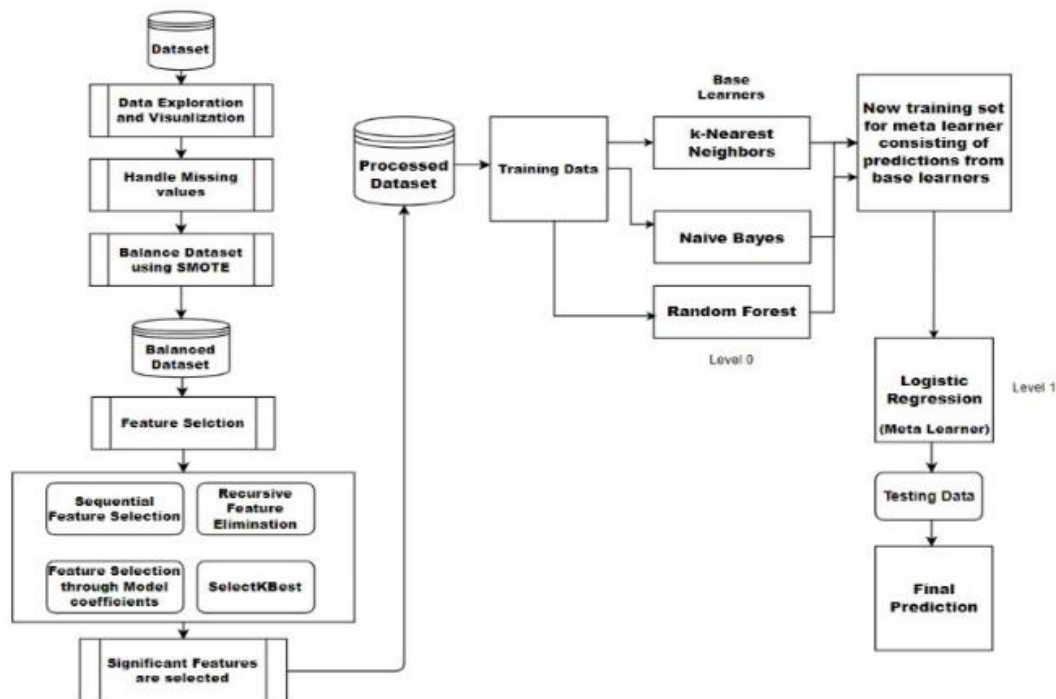 Dataset
Data Exploration
and Visualization
Handle Missing
values
Balance Dataset
using SMOTE
Balanced
Dataset
Feature Selction
Sequential
Feature Selection
Recursive
Feature
Elimination
Feature Selection
through Model
coefficients
SelectKBest
Significant Features
are selected
Processed
Dataset
Training Data
Base
Learners
k-Nearest
Neighbors
Naive Bayes
Random Forest
Level 0
New training set
for meta learner
consisting of
predictions from
base learners
Logistic
Regression
(Meta Learner)
Level 1
Testing Data
Final
Prediction